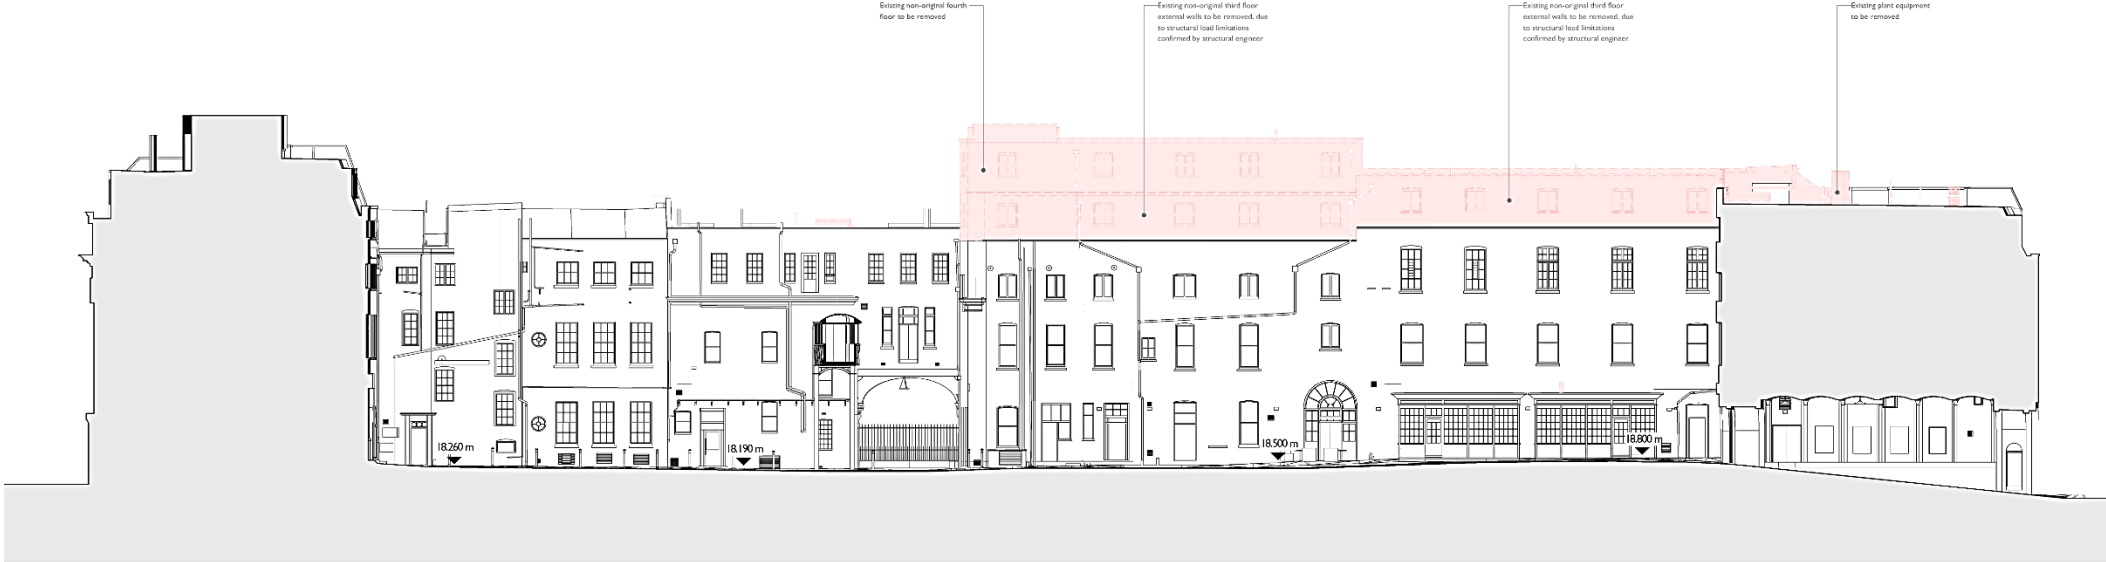 Existing non-original fourth
floor to be removed
Existing non-original third floor
external walls to be removed, due
to structural load limitations
confirmed by structural engineer
Existing non-original third floor
external walls to be removed, due
to structural load limitations
confirmed by structural engineer
Existing plant equipment
to be removed
18.260 m
18.190 m
18.500 m
18.800 m